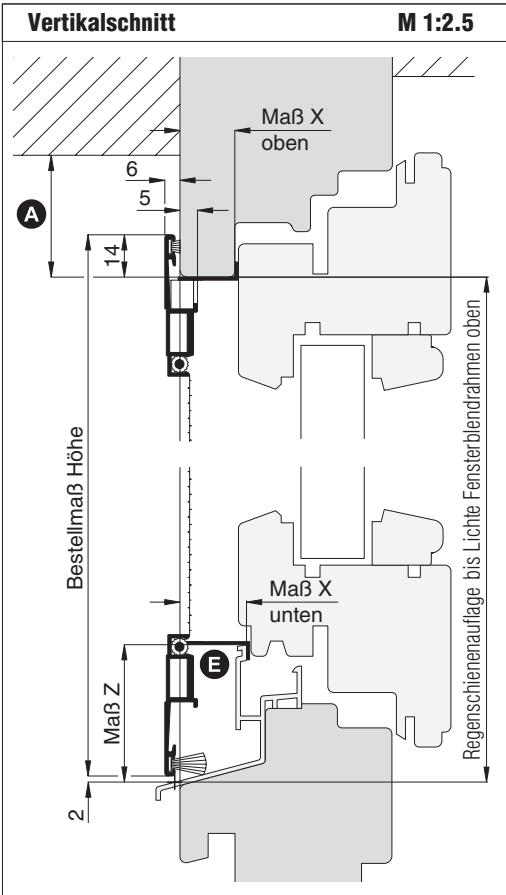 Vertikalschnitt M 1:2.5
Maß X
oben
6
A
5
14
Bestellmaß Höhe
Regenschienenauflage bis Lichte Fensterblendrahmen oben
Maß X
unten
E
Maß Z
2